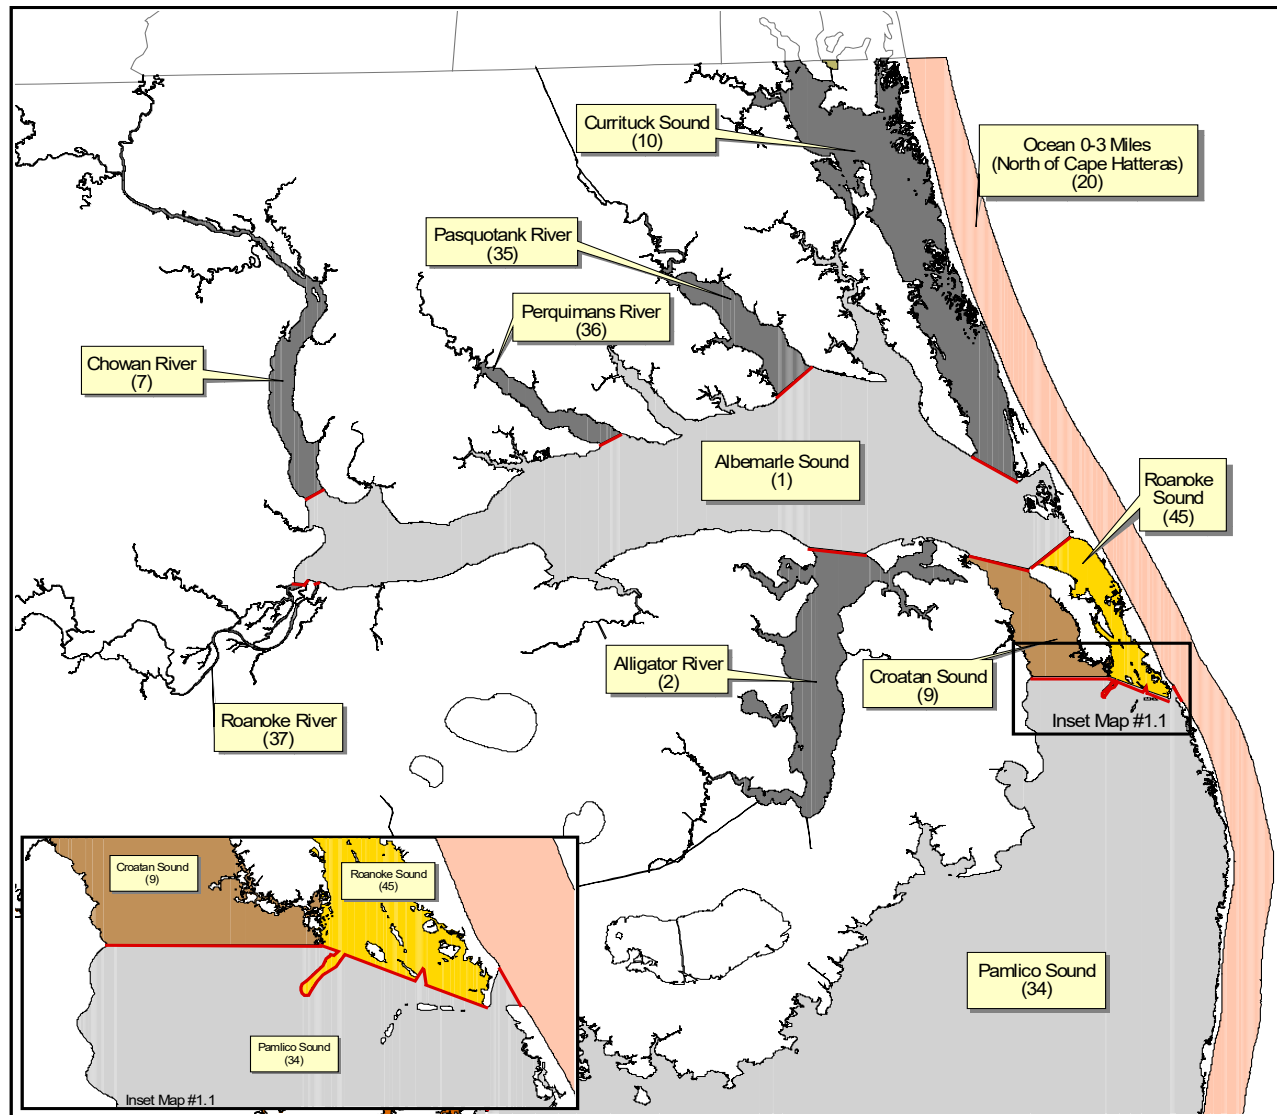 Currituck Sound
(10)
Ocean 0-3 Miles
(North of Cape Hatteras)
(20)
Pasquotank River
(35)
Perquimans River
(36)
Chowan River
(7)
Albemarle Sound
(1)
Roanoke
Sound
(45)
Alligator River
(2)
Croatan Sound
(9)
Roanoke River
(37)
Inset Map #1.1
Pamlico Sound
(34)
Croatan Sound
(9)
Roanoke Sound
(45)
Pamlico Sound
(34)
Inset Map #1.1